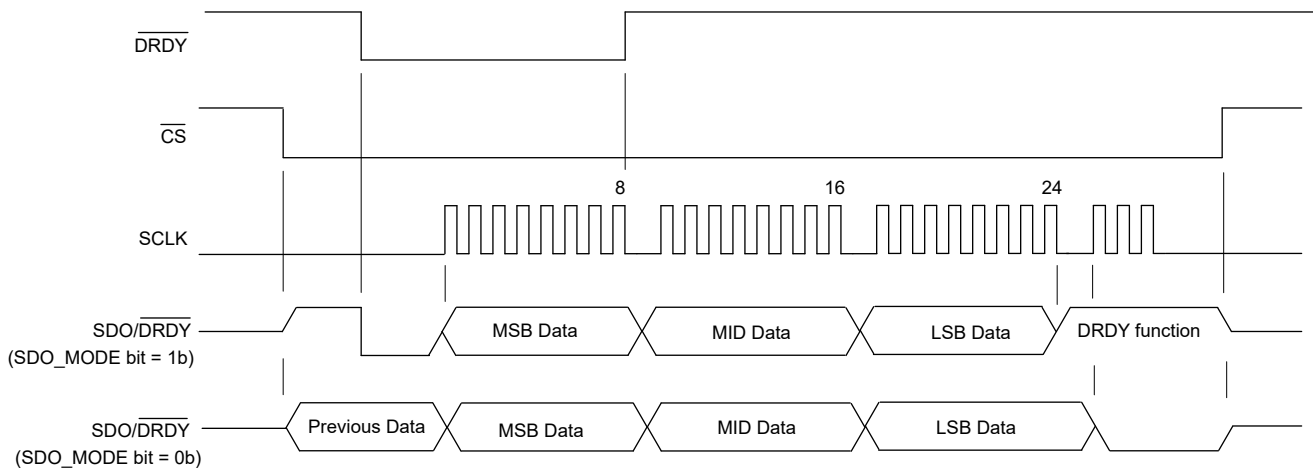 DRDY
CS
8 16 24
SCLK
SDO/DRDY
(SDO_MODE bit = 1b)
MSB Data MID Data LSB Data DRDY function
SDO/DRDY
(SDO_MODE bit = 0b)
Previous Data MSB Data MID Data LSB Data